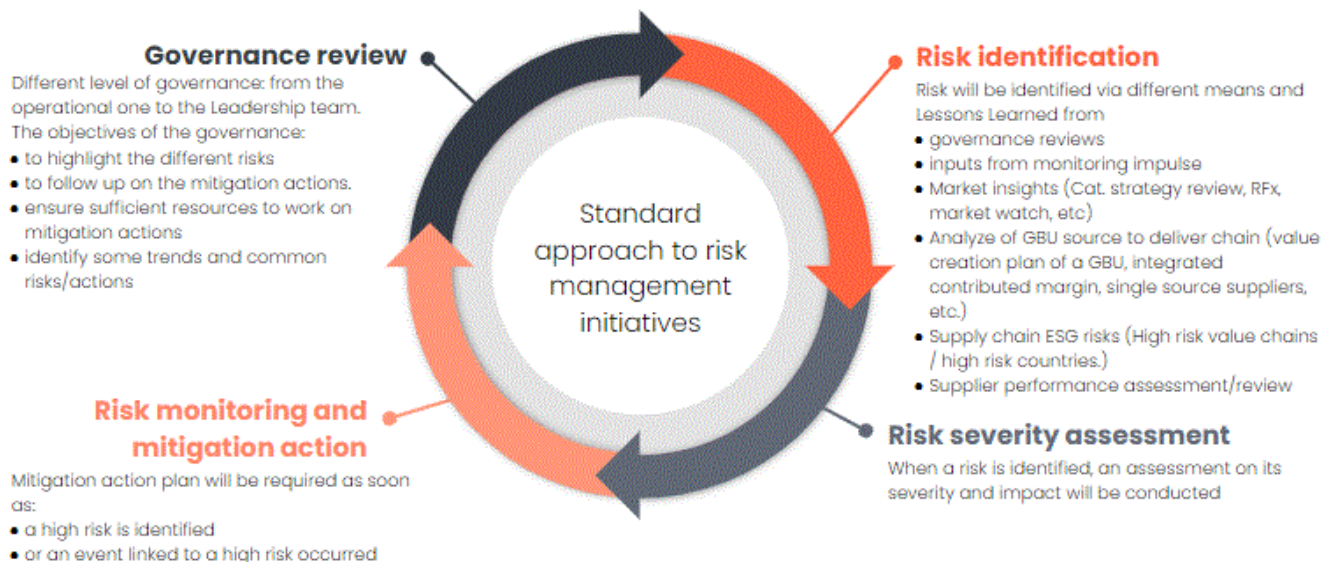 Governance review
Different level of governance: from the
operational one to the Leadership team.
The objectives of the governance:
• to highlight the different risks
• to follow up on the mitigation actions.
• ensure sufficient resources to work on
mitigation actions
• identify some trends and common
risks/actions
Risk identification
Risk will be identified via different means and
Lessons Learned from
• governance reviews
• inputs from monitoring impulse
• Market insights (Cat. strategy review, RFx,
market watch, etc)
• Analyze of GBU source to deliver chain (value
creation plan of a GBU, integrated
contributed margin, single source suppliers,
etc.)
• Supply chain ESG risks (High risk value chains
/ high risk countries.)
• Supplier performance assessment/review
Standard
approach to risk
management
initiatives
Risk severity assessment
When a risk is identified, an assessment on its
severity and impact will be conducted
Risk monitoring and
mitigation action
Mitigation action plan will be required as soon
as:
• a high risk is identified
• or an event linked to a high risk occurred